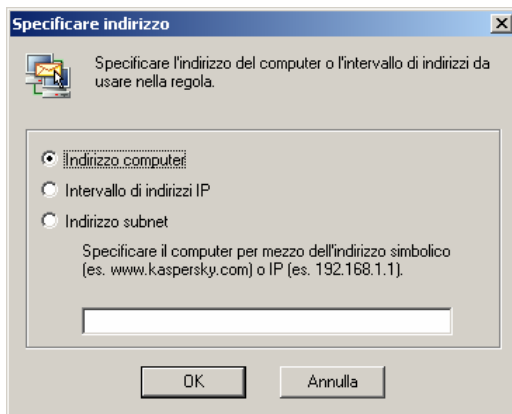 Specificare indirizzo
Specificare l'indirizzo del computer o l'intervallo di indirizzi da
usare nella regola.
Indirizzo computer
Intervallo di indirizzi IP
Indirizzo subnet
Specificare il computer per mezzo dell'indirizzo simbolico
(es. www.kaspersky.com) o IP (es. 192.168.1.1).
OK
Annulla